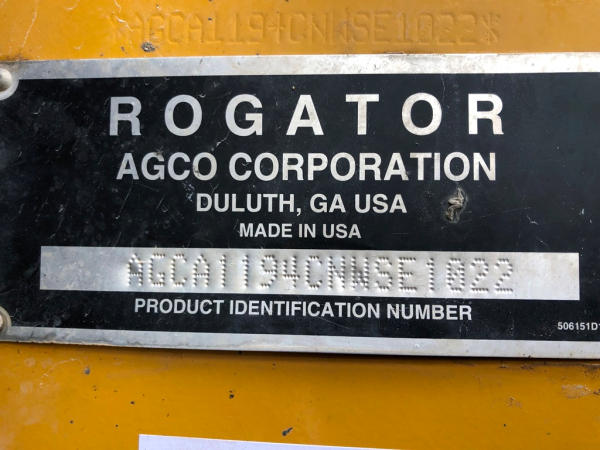 *AGCA1194CNWSE1022*
ROGATOR
AGCO CORPORATION
DULUTH, GA USA
MADE IN USA
AGCA1194CNWSE1022
PRODUCT IDENTIFICATION NUMBER
506151D1